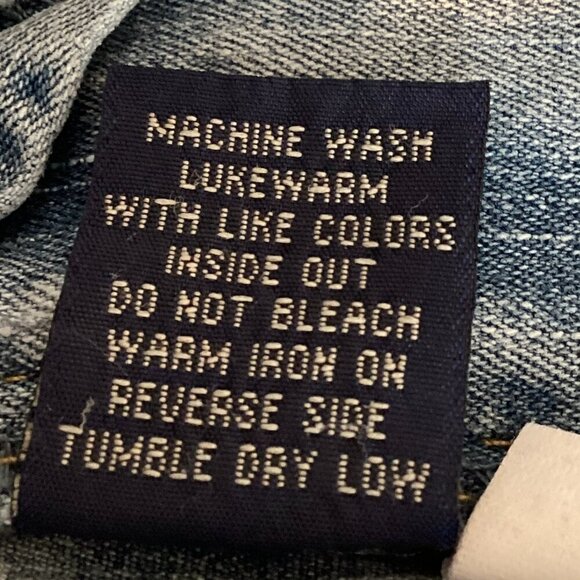 MACHINE WASH
LUKEWARM
WITH LIKE COLORS
INSIDE OUT
DO NOT BLEACH
WARM IRON ON
REVERSE SIDE
TUMBLE DRY LOW